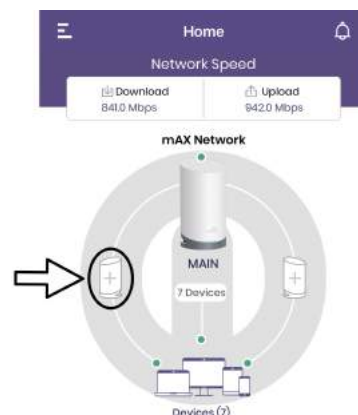 Home
Network Speed
Download
841.0 Mbps
Upload
942.0 Mbps
mAX Network
MAIN
7 Devices
Devices (7)